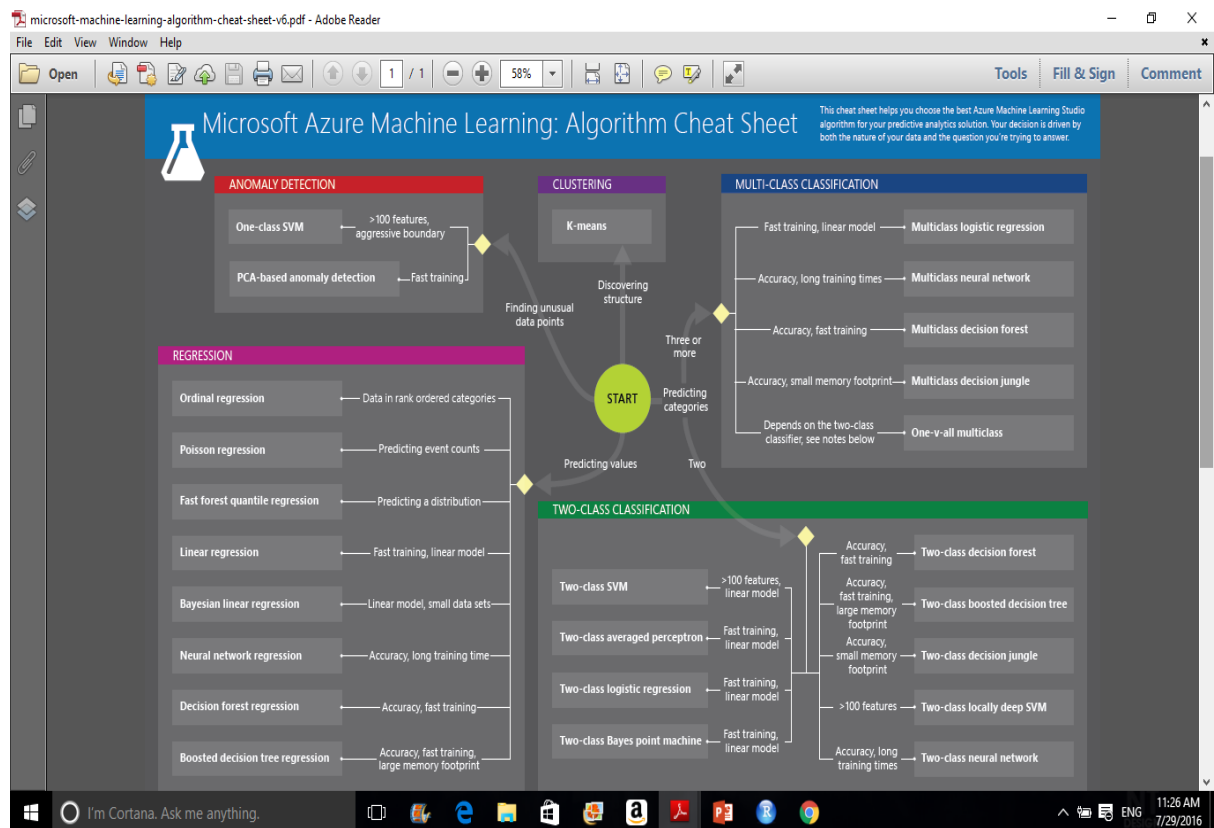 microsoft-machine-learning-algorithm-cheat-sheet-v6.pdf - Adobe Reader
File Edit View Window Help
Open 1 / 1 58% Tools Fill & Sign Comment
Microsoft Azure Machine Learning: Algorithm Cheat Sheet
This cheat sheet helps you choose the best Azure Machine Learning Studio
algorithm for your predictive analytics solution. Your decision is driven by
both the nature of your data and the question you're trying to answer.
ANOMALY DETECTION
One-class SVM
>100 features,
aggressive boundary
PCA-based anomaly detection
Fast training
CLUSTERING
K-means
MULTI-CLASS CLASSIFICATION
Fast training, linear model
Multiclass logistic regression
Accuracy, long training times
Multiclass neural network
Accuracy, fast training
Multiclass decision forest
Accuracy, small memory footprint
Multiclass decision jungle
Depends on the two-class
classifier, see notes below
One-v-all multiclass
Finding unusual
data points
Discovering
structure
Three or
more
START
Predicting
categories
Predicting values
Two
REGRESSION
Ordinal regression
Data in rank ordered categories
Poisson regression
Predicting event counts
Fast forest quantile regression
Predicting a distribution
Linear regression
Fast training, linear model
Bayesian linear regression
Linear model, small data sets
Neural network regression
Accuracy, long training time
Decision forest regression
Accuracy, fast training
Boosted decision tree regression
Accuracy, fast training,
large memory footprint
TWO-CLASS CLASSIFICATION
Two-class SVM
>100 features,
linear model
Two-class averaged perceptron
Fast training,
linear model
Two-class logistic regression
Fast training,
linear model
Two-class Bayes point machine
Fast training,
linear model
Accuracy,
fast training
Two-class decision forest
Accuracy,
fast training,
large memory
footprint
Two-class boosted decision tree
Accuracy,
small memory
footprint
Two-class decision jungle
>100 features
Two-class locally deep SVM
Accuracy, long
training times
Two-class neural network
I'm Cortana. Ask me anything.
ENG
11:26 AM
7/29/2016